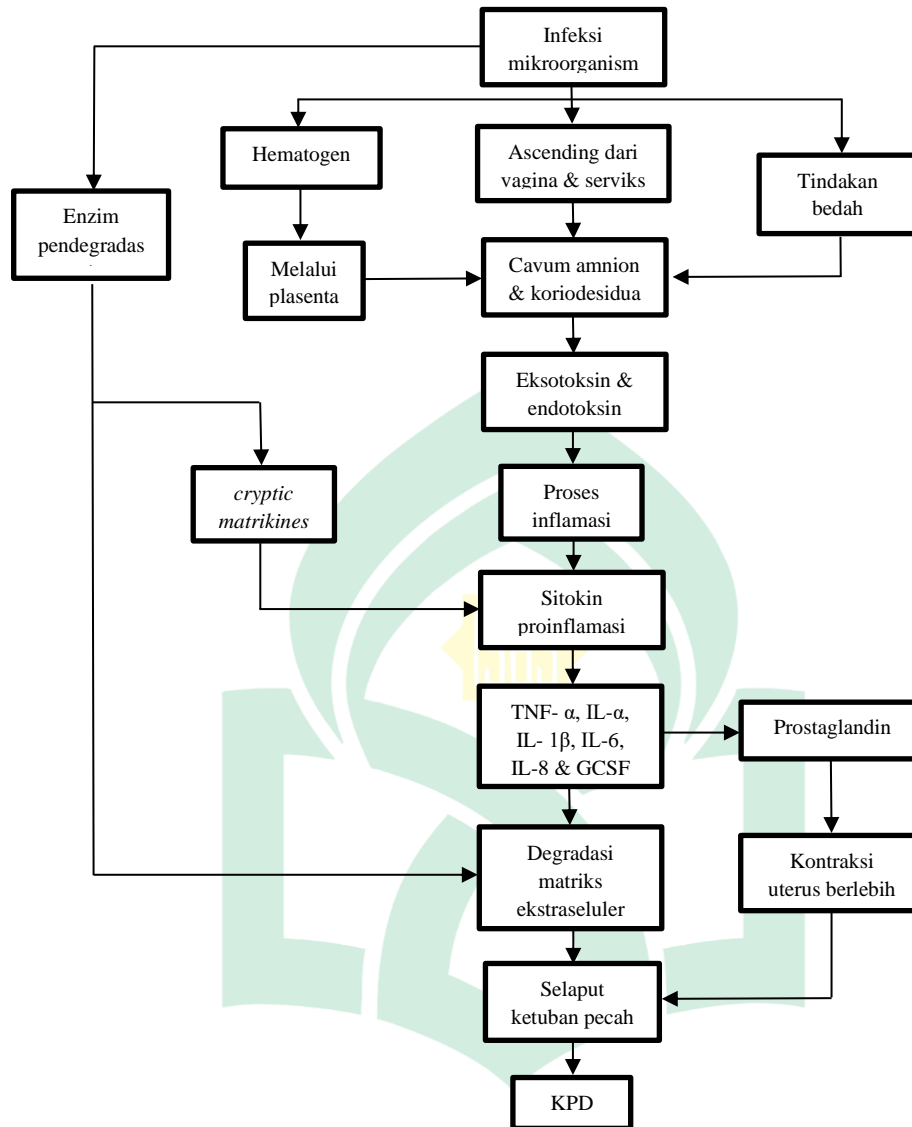 Infeksi
mikroorganism
Hematogen
Ascending dari
vagina & serviks
Tindakan
bedah
Enzim
pendegradas
Melalui
plasenta
Cavum amnion
& koriodesidua
Eksotoksin &
endotoksin
cryptic
matrikines
Proses
inflamasi
Sitokin
proinflamasi
TNF- α, IL-α,
IL- 1β, IL-6,
IL-8 & GCSF
Prostaglandin
Degradasi
matriks
ekstraseluler
Kontraksi
uterus berlebih
Selaput
ketuban pecah
KPD